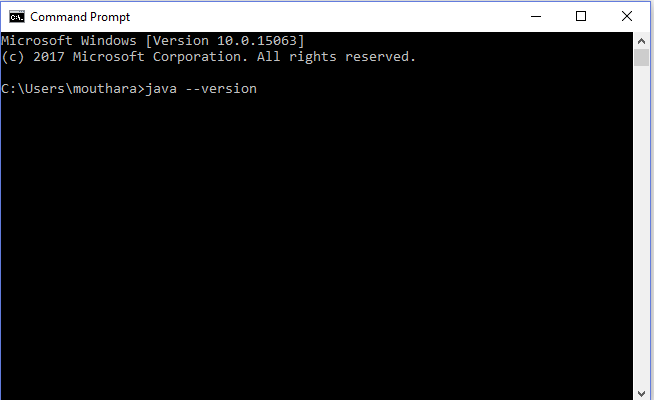 Command Prompt
Microsoft Windows [Version 10.0.15063]
(c) 2017 Microsoft Corporation. All rights reserved.
C:\Users\mouthara>java --version